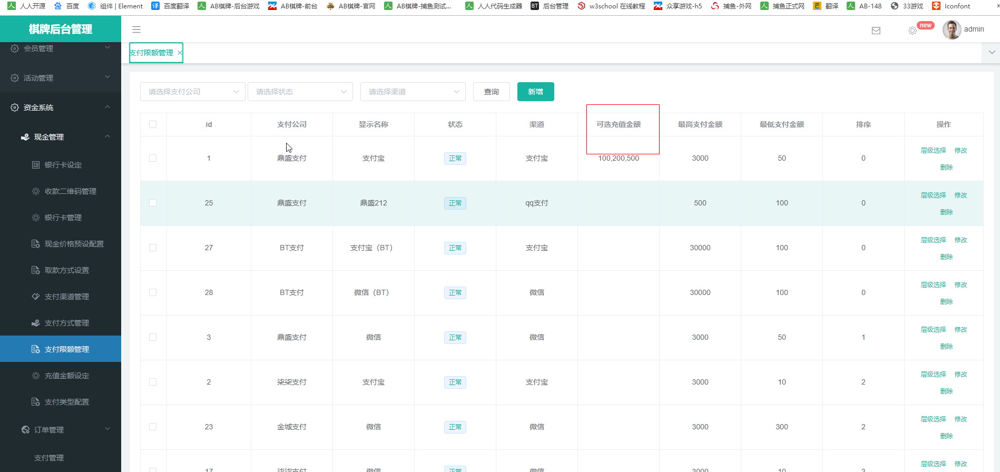 人人开源 百度 组件 | Element 译 百度翻译 AB棋牌-后台游戏 AB棋牌-前台 AB棋牌-官网 AB棋牌-捕鱼测试... 人人代码生成器 BT 后台管理 w3school 在线教程 众享游戏-h5 捕鱼-外网 捕鱼正式网 翻译 AB-148 33游戏 Iconfont
棋牌后台管理
new
admin
会员管理
活动管理
资金系统
现金管理
银行卡设定
收款二维码管理
银行卡管理
现金价格预设配置
取款方式设置
支付渠道管理
支付方式管理
支付限额管理
充值金额设定
支付类型配置
订单管理
支付管理
支付限额管理
请选择支付公司 请选择状态 请选择渠道 查询 新增
id 支付公司 显示名称 状态 渠道 可选充值金额 最高支付金额 最低支付金额 排序 操作
1 鼎盛支付 支付宝 正常 支付宝 100,200,500 3000 50 0 层级选择 修改
删除
25 鼎盛支付 鼎盛212 正常 qq支付 500 100 0 层级选择 修改
删除
27 BT支付 支付宝（BT） 正常 支付宝 30000 100 0 层级选择 修改
删除
28 BT支付 微信（BT） 正常 微信 30000 100 0 层级选择 修改
删除
3 鼎盛支付 微信 正常 微信 3000 50 1 层级选择 修改
删除
2 柒柒支付 支付宝 正常 支付宝 3000 10 2 层级选择 修改
删除
23 金城支付 微信 正常 微信 3000 300 2 层级选择 修改
删除
17 柒柒支付 微信 正常 微信 3000 10 3 层级选择 修改